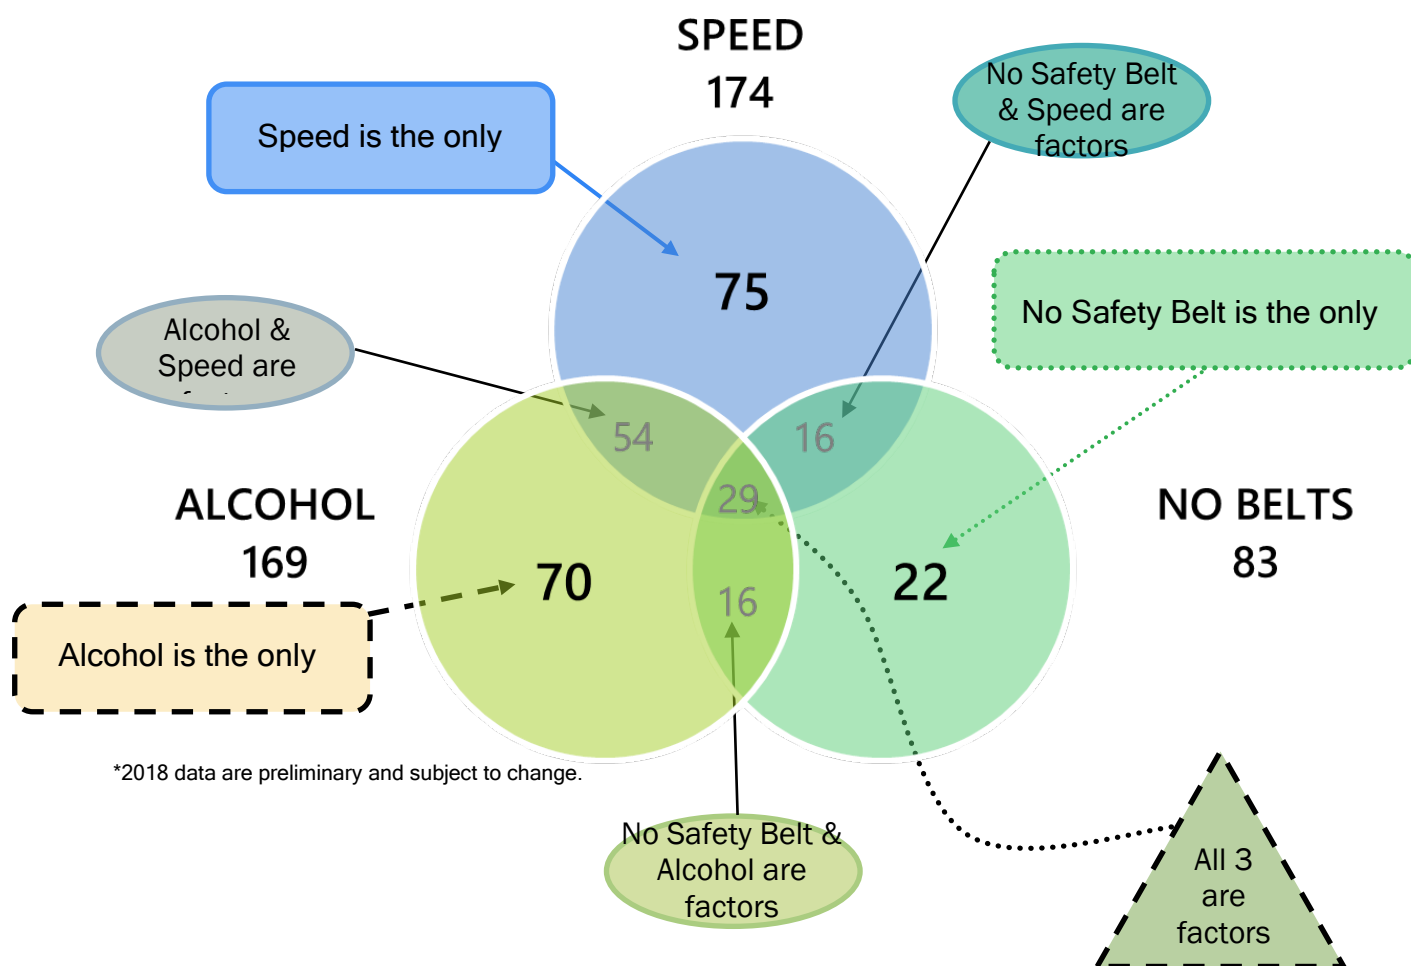 SPEED
174
No Safety Belt
& Speed are
factors
Speed is the only
75
No Safety Belt is the only
Alcohol &
Speed are
54
16
29
ALCOHOL
169
NO BELTS
83
70
22
16
Alcohol is the only
*2018 data are preliminary and subject to change.
No Safety Belt &
Alcohol are
factors
All 3
are
factors